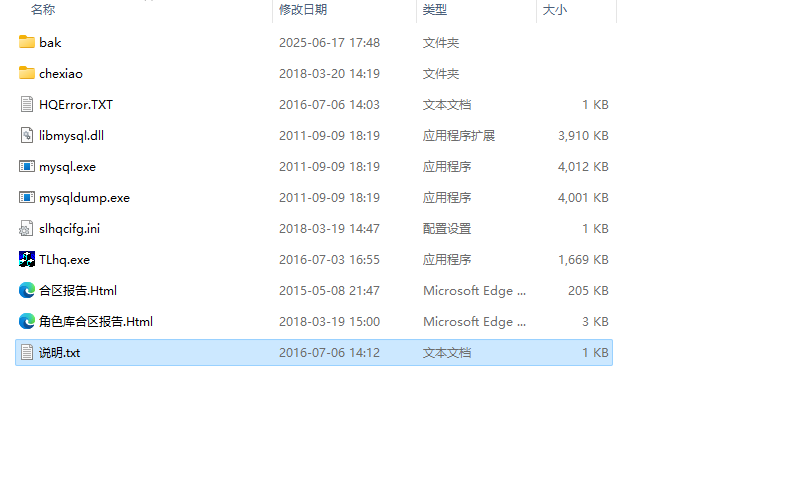 名称 修改日期 类型 大小
bak 2025-06-17 17:48 文件夹
chexiao 2018-03-20 14:19 文件夹
HQError.TXT 2016-07-06 14:03 文本文档 1 KB
libmysql.dll 2011-09-09 18:19 应用程序扩展 3,910 KB
mysql.exe 2011-09-09 18:19 应用程序 4,012 KB
mysqldump.exe 2011-09-09 18:19 应用程序 4,001 KB
slhqcifg.ini 2018-03-19 14:47 配置设置 1 KB
TLhq.exe 2016-07-03 16:55 应用程序 1,669 KB
合区报告.Html 2015-05-08 21:47 Microsoft Edge ... 205 KB
角色库合区报告.Html 2018-03-19 15:00 Microsoft Edge ... 3 KB
说明.txt 2016-07-06 14:12 文本文档 1 KB